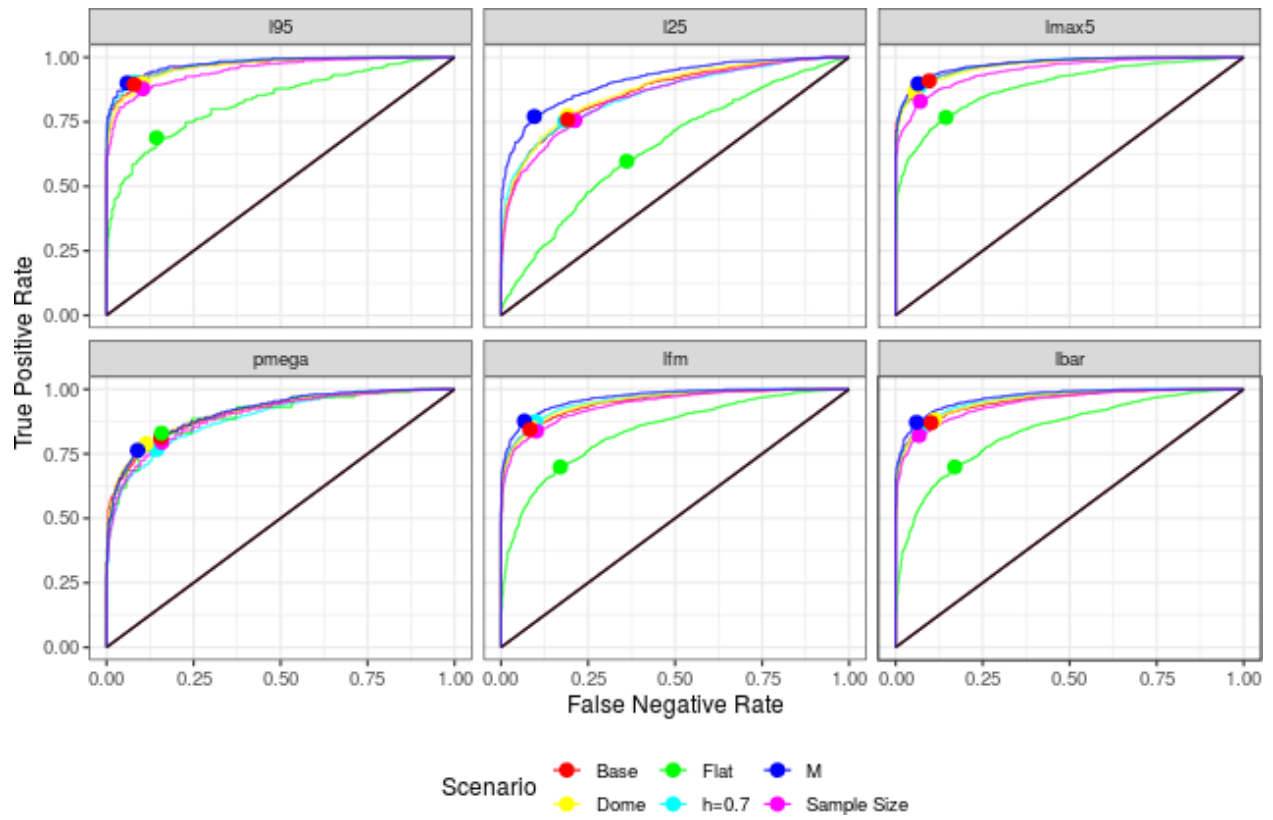 l95 l25 lmax5
1.00
0.75
0.50
0.25
0.00
pmega lfm lbar
1.00
0.75
0.50
0.25
0.00
True Positive Rate
0.00 0.25 0.50 0.75 1.00 0.00 0.25 0.50 0.75 1.00 0.00 0.25 0.50 0.75 1.00
False Negative Rate
Scenario
Base Flat M
Dome h=0.7 Sample Size